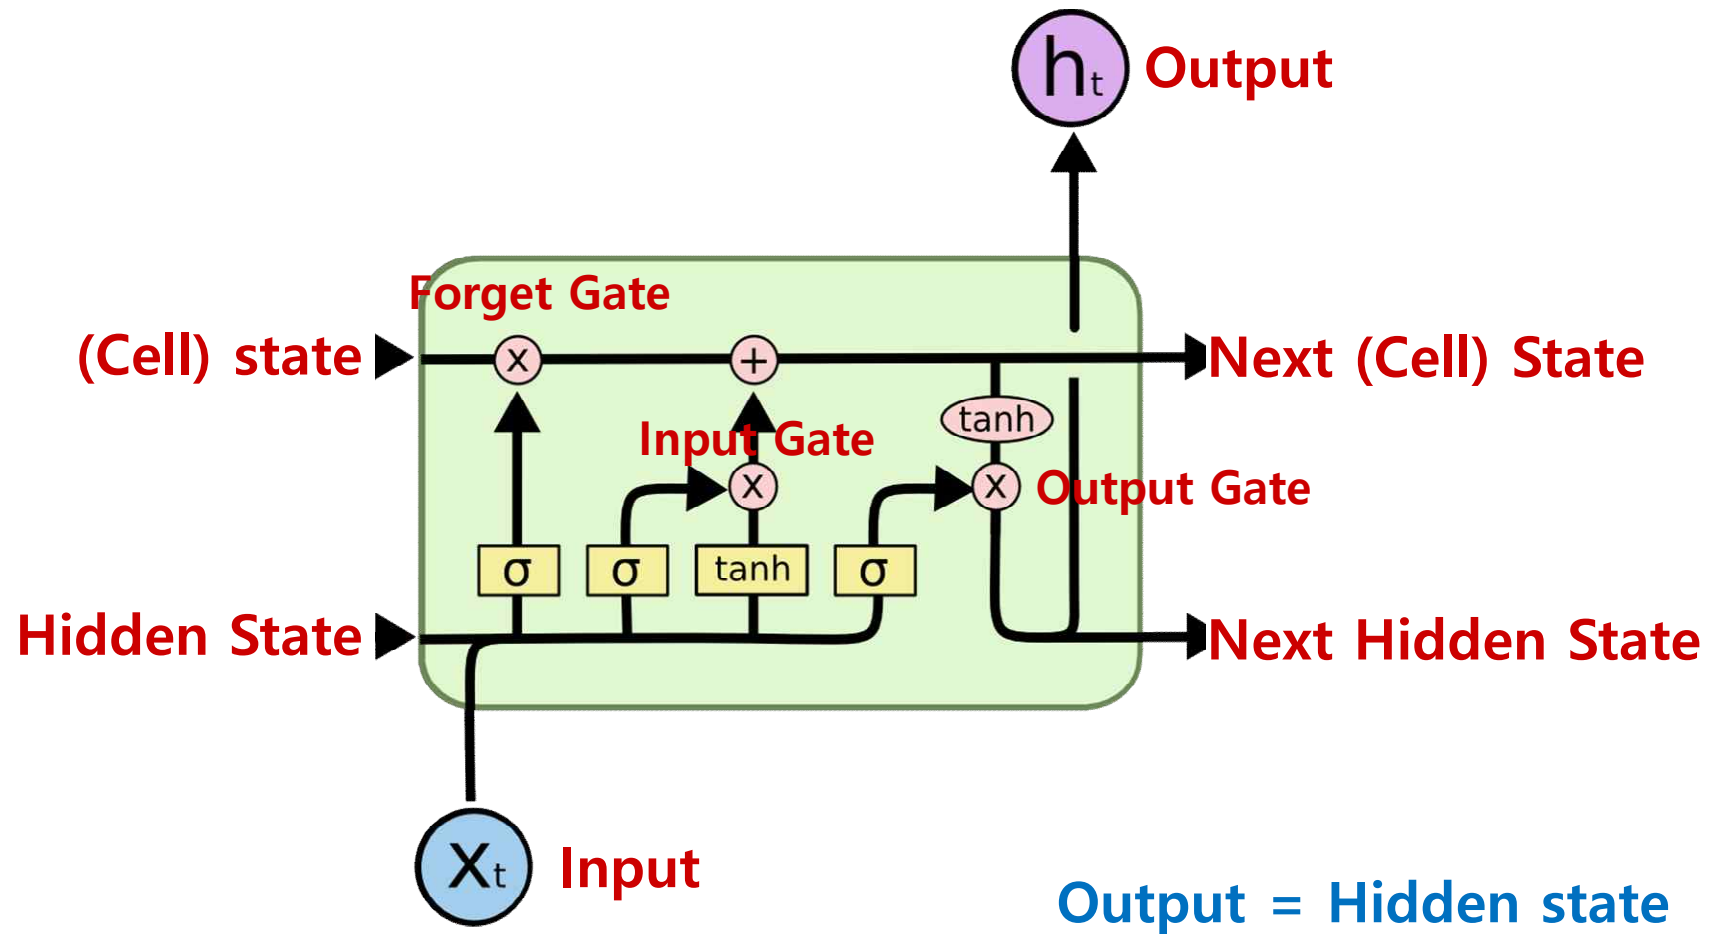 ht Output
Forget Gate
(Cell) state x + Next (Cell) State
tanh
Input Gate
x x Output Gate
σ σ tanh σ
Hidden State Next Hidden State
Xt Input
Output = Hidden state